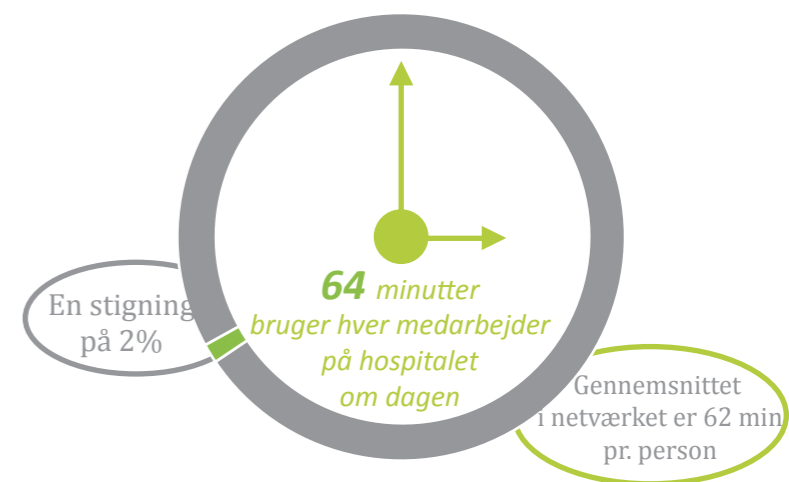 64 minutter
bruger hver medarbejder
på hospitalet
om dagen
En stigning
på 2%
Gennemsnittet
i netværket er 62 min
pr. person